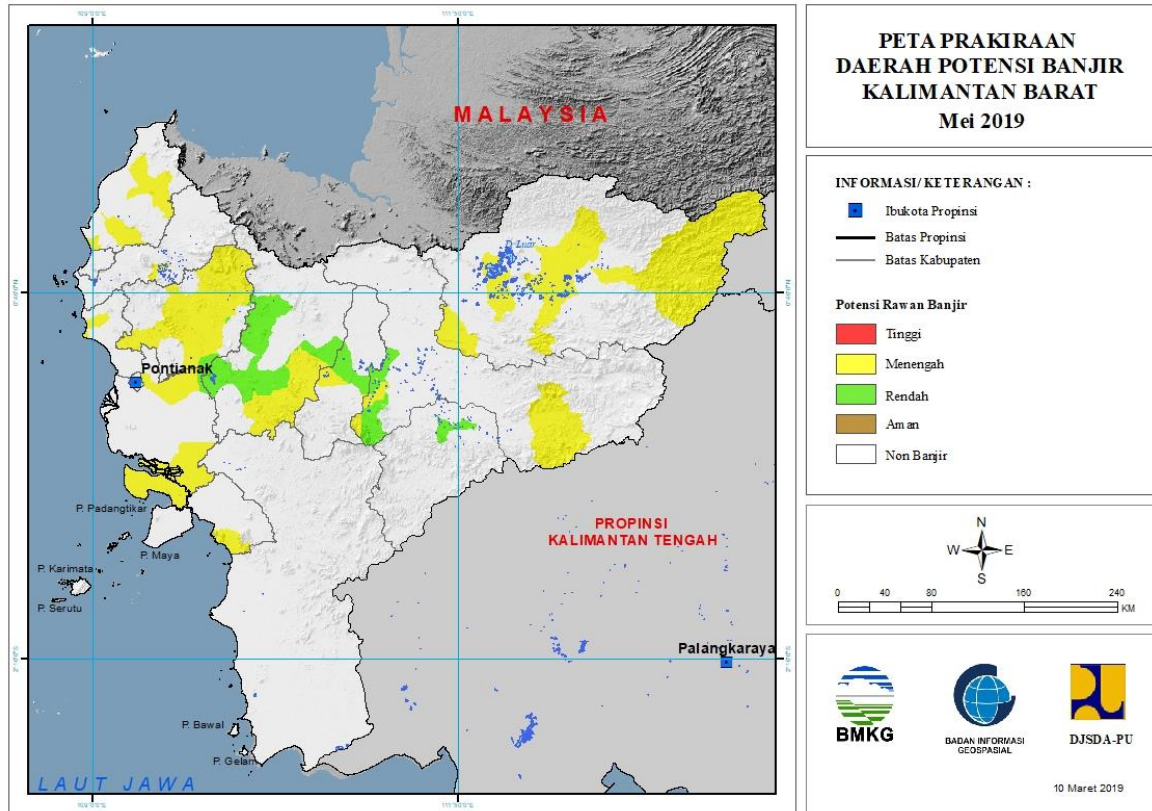 MALAYSIA
D. Luar
Pontianak
P. Padangtikar
P. Maya
P. Karimata
P. Serutu
PROPINSI
KALIMANTAN TENGAH
Palangkaraya
P. Bawal
P. Gelam
LAUT JAWA
PETA PRAKIRAAN
DAERAH POTENSI BANJIR
KALIMANTAN BARAT
Mei 2019
INFORMASI/ KETERANGAN :
Ibukota Propinsi
Batas Propinsi
Batas Kabupaten
Potensi Rawan Banjir
Tinggi
Menengah
Rendah
Aman
Non Banjir
N
W E
S
0 40 80 160 240
KM
BMKG
BADAN INFORMASI
GEOSPASIAL
DJSDA-PU
10 Maret 2019